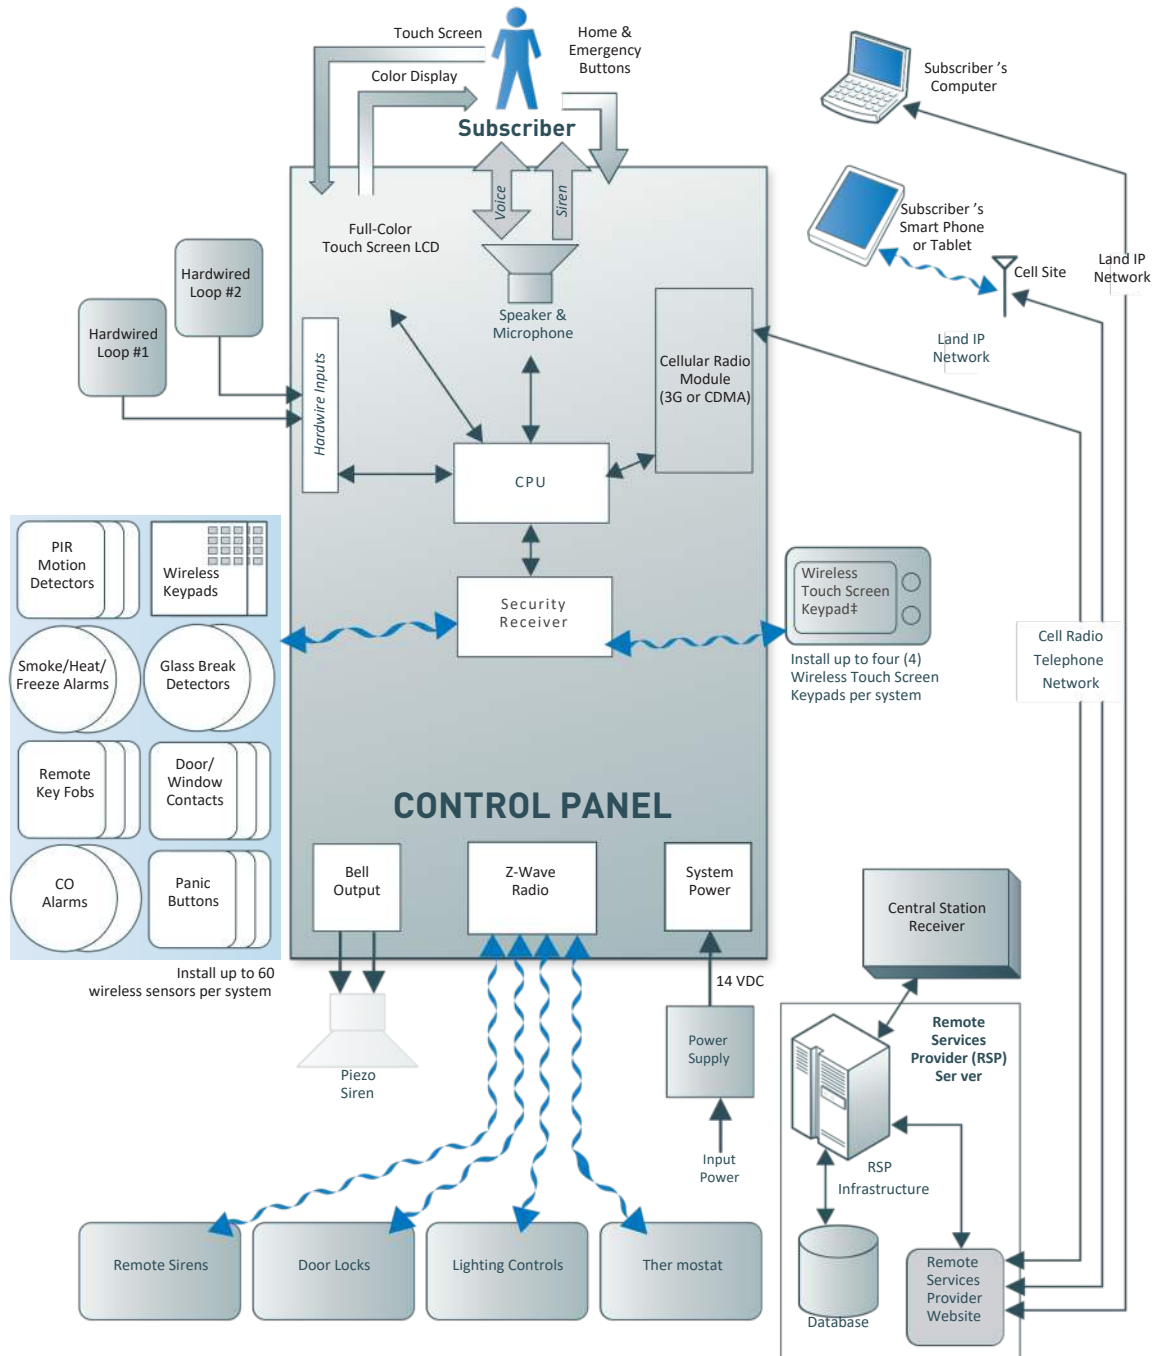 Touch Screen
Color Display
Home &
Emergency
Buttons
Subscriber
Subscriber ’s
Computer
Voice
Siren
Full-Color
Touch Screen LCD
Subscriber ’s
Smart Phone
or Tablet
Cell Site
Land IP
Network
Land IP
Network
Hardwired
Loop #2
Hardwired
Loop #1
Hardwire Inputs
Speaker &
Microphone
Cellular Radio
Module
(3G or CDMA)
CPU
Security
Receiver
PIR
Motion
Detectors
Wireless
Keypads
Smoke/Heat/
Freeze Alarms
Glass Break
Detectors
Remote
Key Fobs
Door/
Window
Contacts
CO
Alarms
Panic
Buttons
Install up to 60
wireless sensors per system
Wireless
Touch Screen
Keypad‡
Install up to four (4)
Wireless Touch Screen
Keypads per system
Cell Radio
Telephone
Network
CONTROL PANEL
Bell
Output
Z-Wave
Radio
System
Power
14 VDC
Piezo
Siren
Power
Supply
Input
Power
Central Station
Receiver
Remote
Services
Provider (RSP)
Ser ver
RSP
Infrastructure
Database
Remote
Services
Provider
Website
Remote Sirens
Door Locks
Lighting Controls
Ther mostat